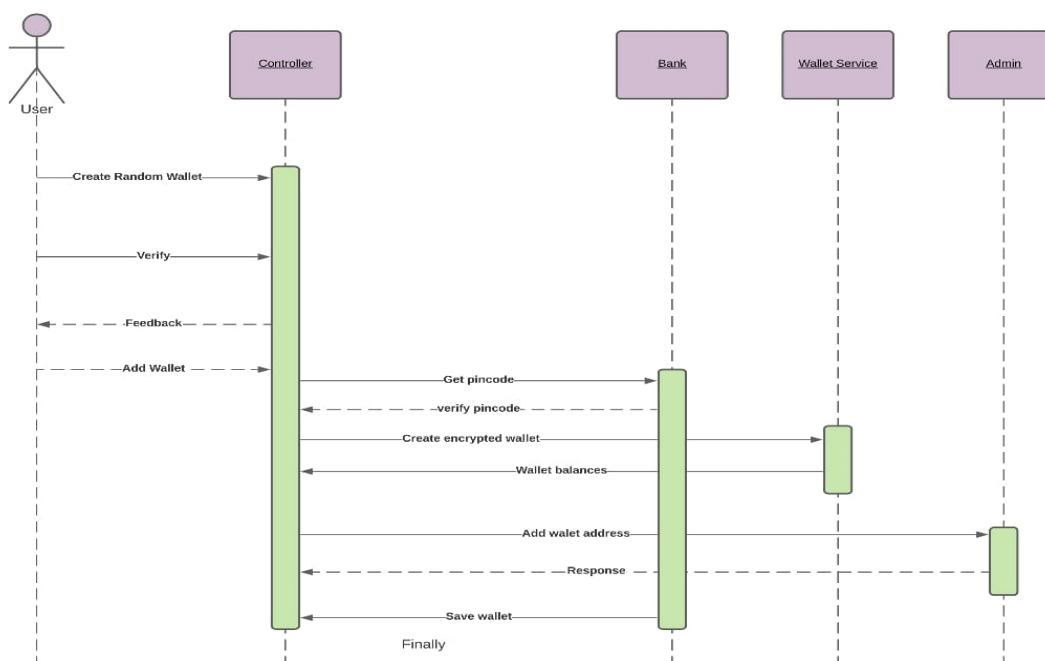 Controller
Bank
Wallet Service
Admin
User
Create Random Wallet
Verify
Feedback
Add Wallet
Get pincode
verify pincode
Create encrypted wallet
Wallet balances
Add walet address
Response
Save wallet
Finally